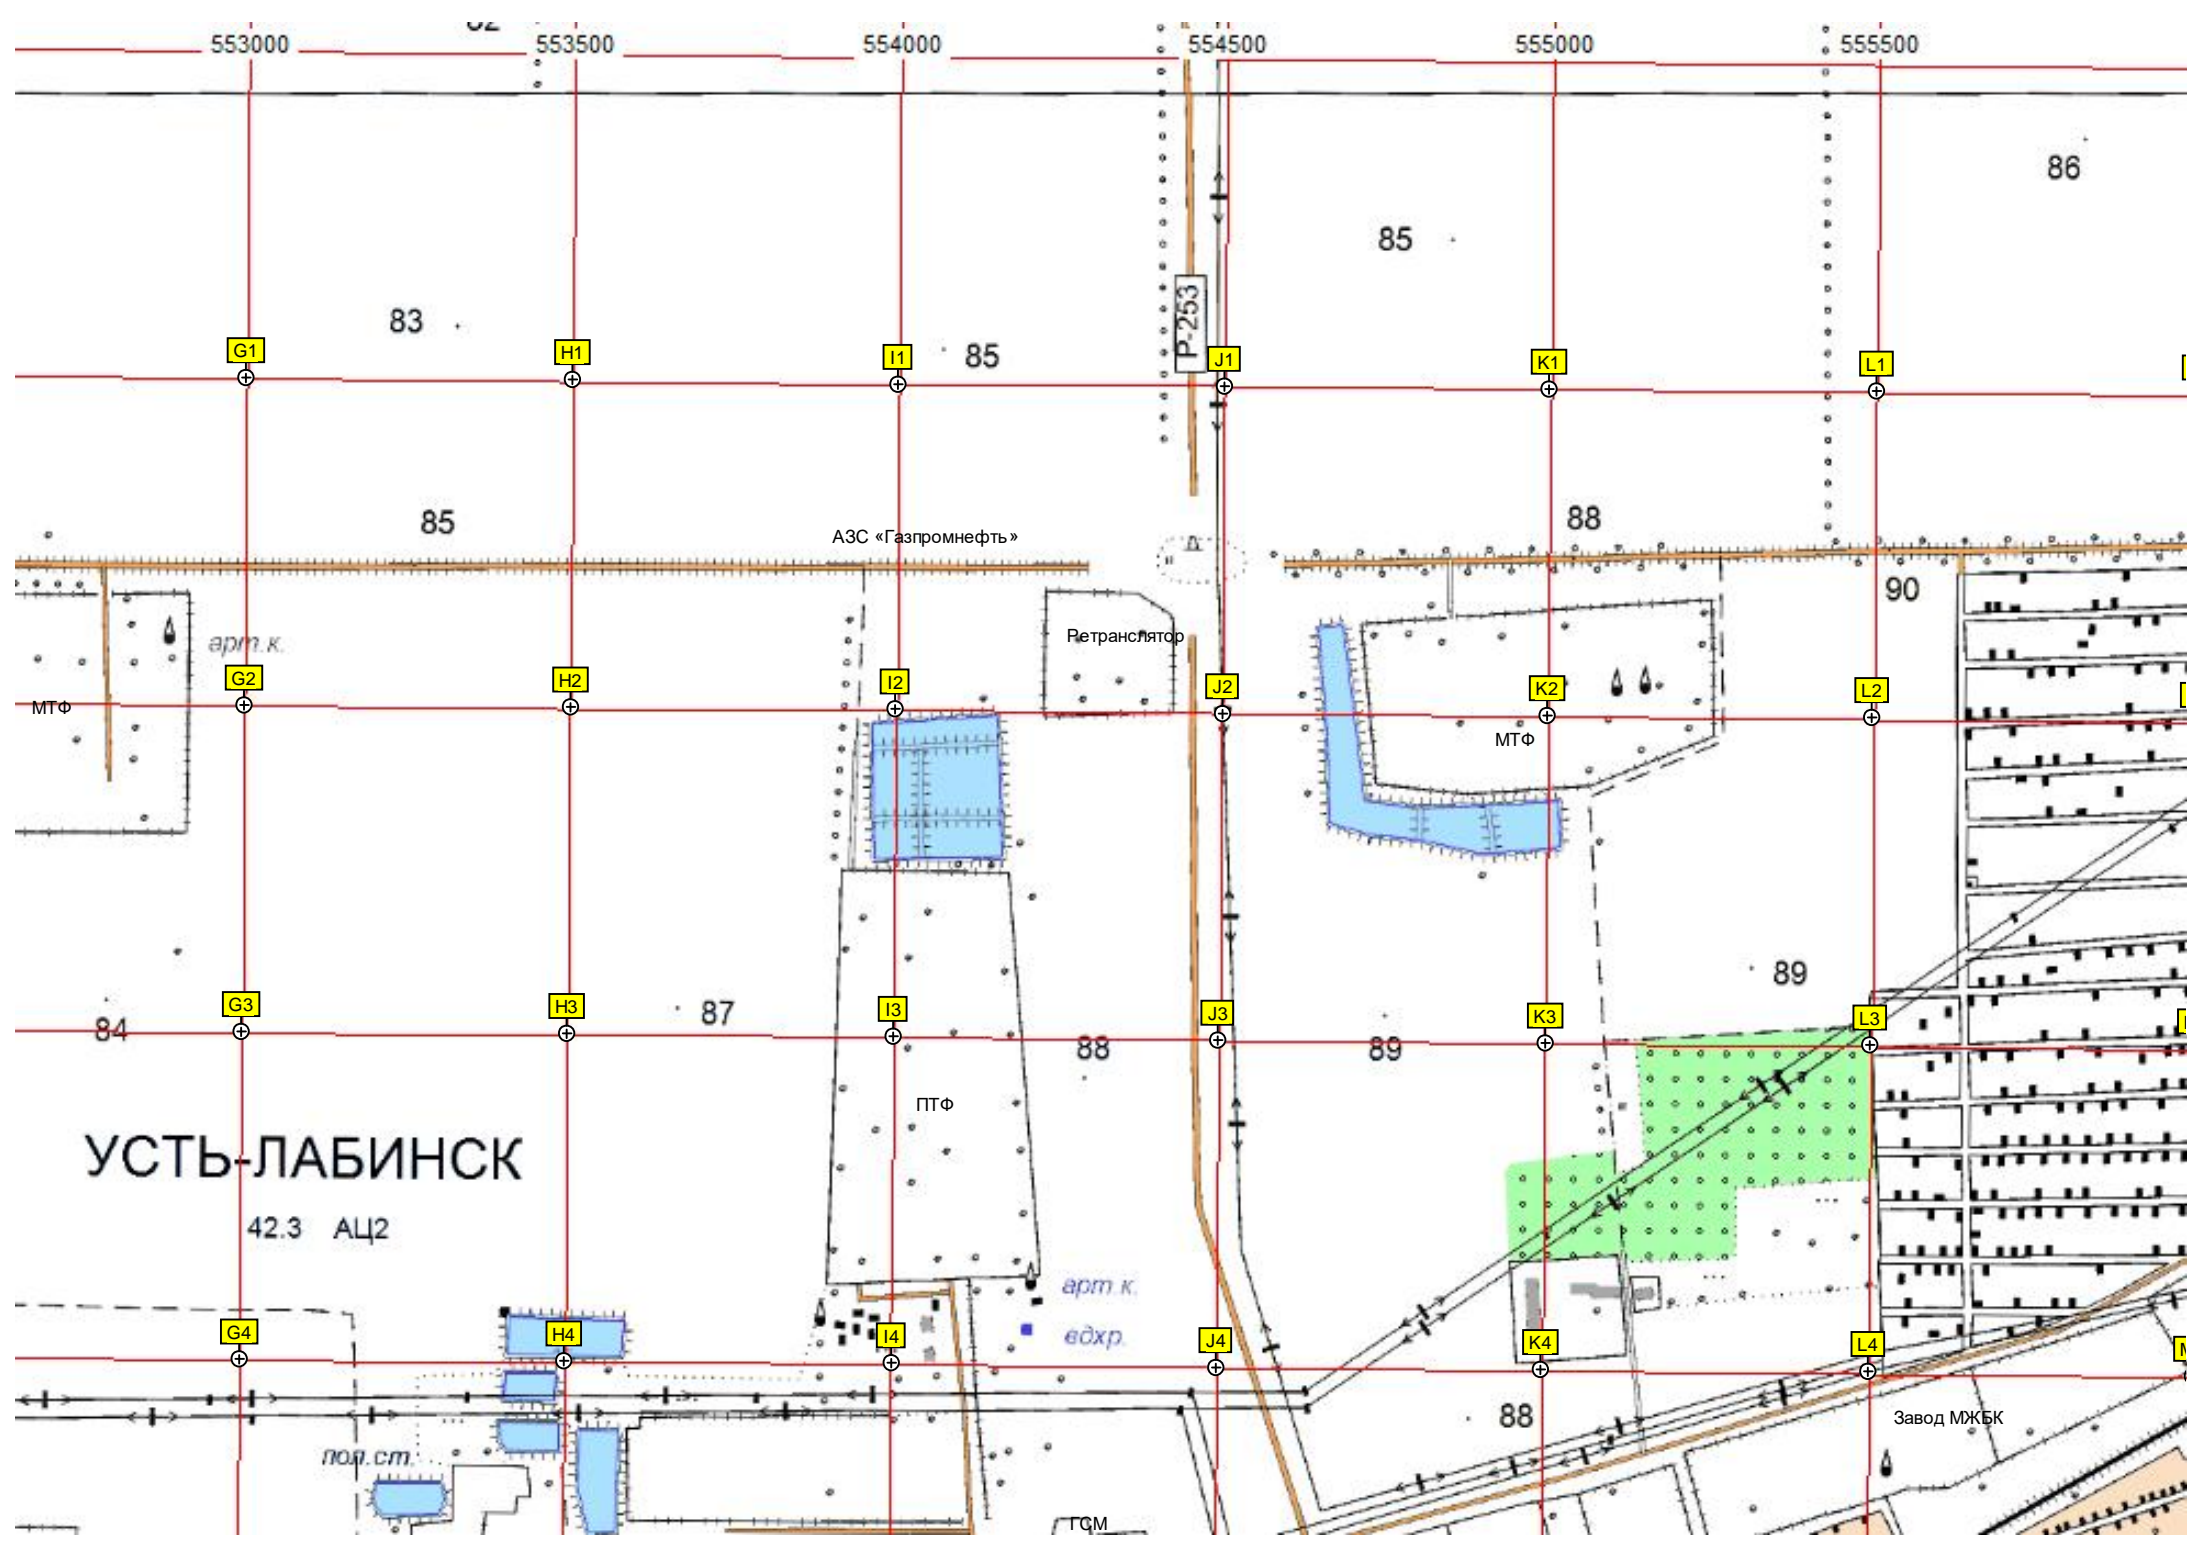 553000 553500 554000 554500 555000 555500
86
85
83
Р-253
G1 H1 I1 85 J1 K1 L1
85 88
АЗС «Газпромнефть»
90
арт.к. Ретранслятор
G2 H2 I2 J2 K2 L2
МТФ
МТФ
89
G3 H3 87 I3 J3 K3 L3
84 88 89
ПТФ
УСТЬ-ЛАБИНСК
42.3 АЦ2
арт.к.
вдхр.
G4 H4 I4 J4 K4 L4
88 Завод МЖБК
пол.ст.
ГСМ